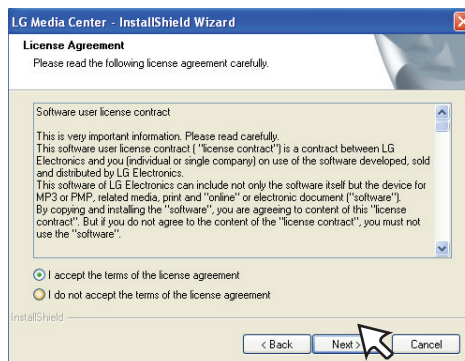 LG Media Center - InstallShield Wizard
License Agreement
Please read the following license agreement carefully.
Software user license contract
This is very important information. Please read carefully.
This software user license contract ( "license contract") is a contract between LG
Electronics and you (individual or single company) on use of the software developed, sold
and distributed by LG Electronics.
This software of LG Electronics can include not only the software itself but the device for
MP3 or PMP, related media, print and "online" or electronic document ("software").
By copying and installing the "software", you are agreeing to content of this "license
contract". But if you do not agree to the content of the "license contract", you must not
use the "software".
I accept the terms of the license agreement
I do not accept the terms of the license agreement
InstallShield
< Back Next > Cancel